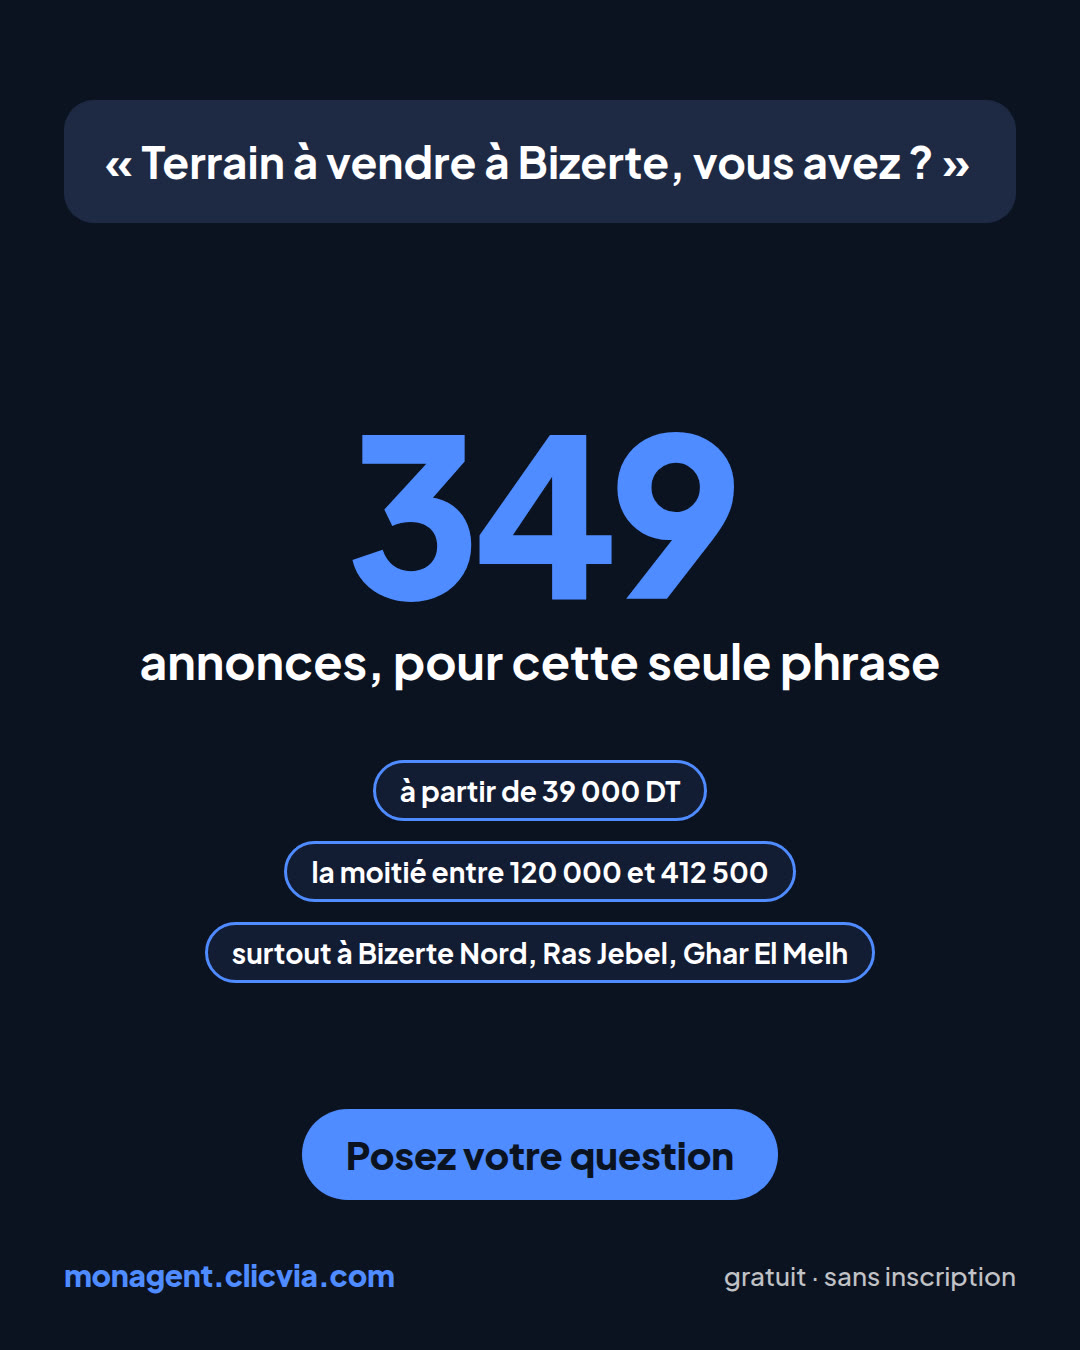 « Terrain à vendre à Bizerte, vous avez ? »
349
annonces, pour cette seule phrase
à partir de 39 000 DT
la moitié entre 120 000 et 412 500
surtout à Bizerte Nord, Ras Jebel, Ghar El Melh
Posez votre question
monagent.clicvia.com
gratuit · sans inscription